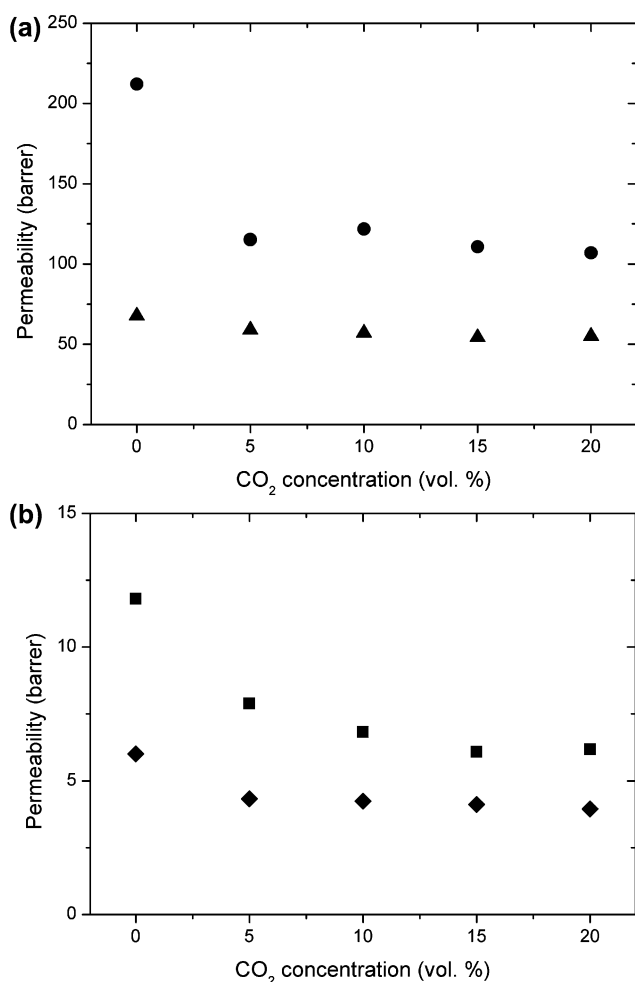 (a)
250
200
150
100
50
0
Permeability (barrer)
0 5 10 15 20
CO₂ concentration (vol. %)
(b)
15
10
5
0
Permeability (barrer)
0 5 10 15 20
CO₂ concentration (vol. %)